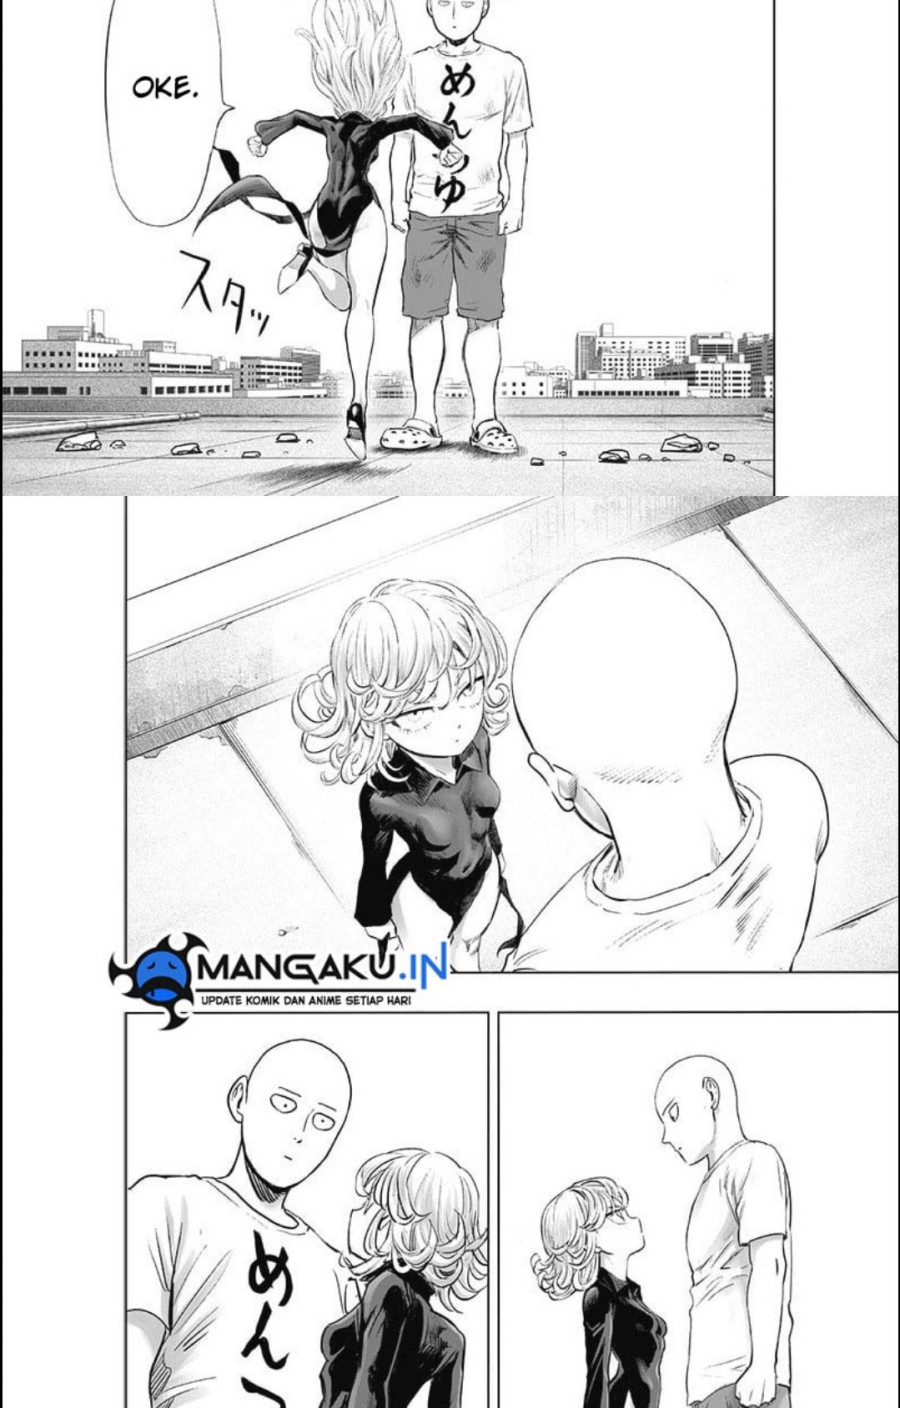 OKE.
めんつゆ
スタッ
MANGAKU.IN
UPDATE KOMIK DAN ANIME SETIAP HARI
めんつ